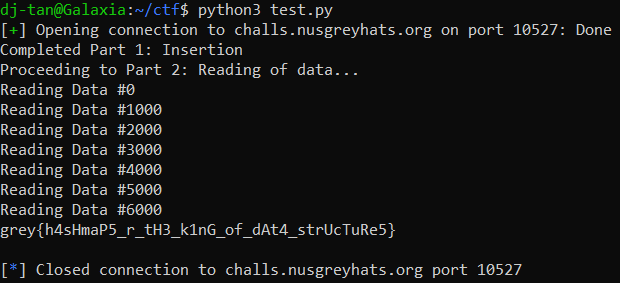 dj-tan@Galaxia:~/ctf$ python3 test.py
[+] Opening connection to challs.nusgreyhats.org on port 10527: Done
Completed Part 1: Insertion
Proceeding to Part 2: Reading of data...
Reading Data #0
Reading Data #1000
Reading Data #2000
Reading Data #3000
Reading Data #4000
Reading Data #5000
Reading Data #6000
grey{h4sHmaP5_r_tH3_k1nG_of_dAt4_strUcTuRe5}
[*] Closed connection to challs.nusgreyhats.org port 10527